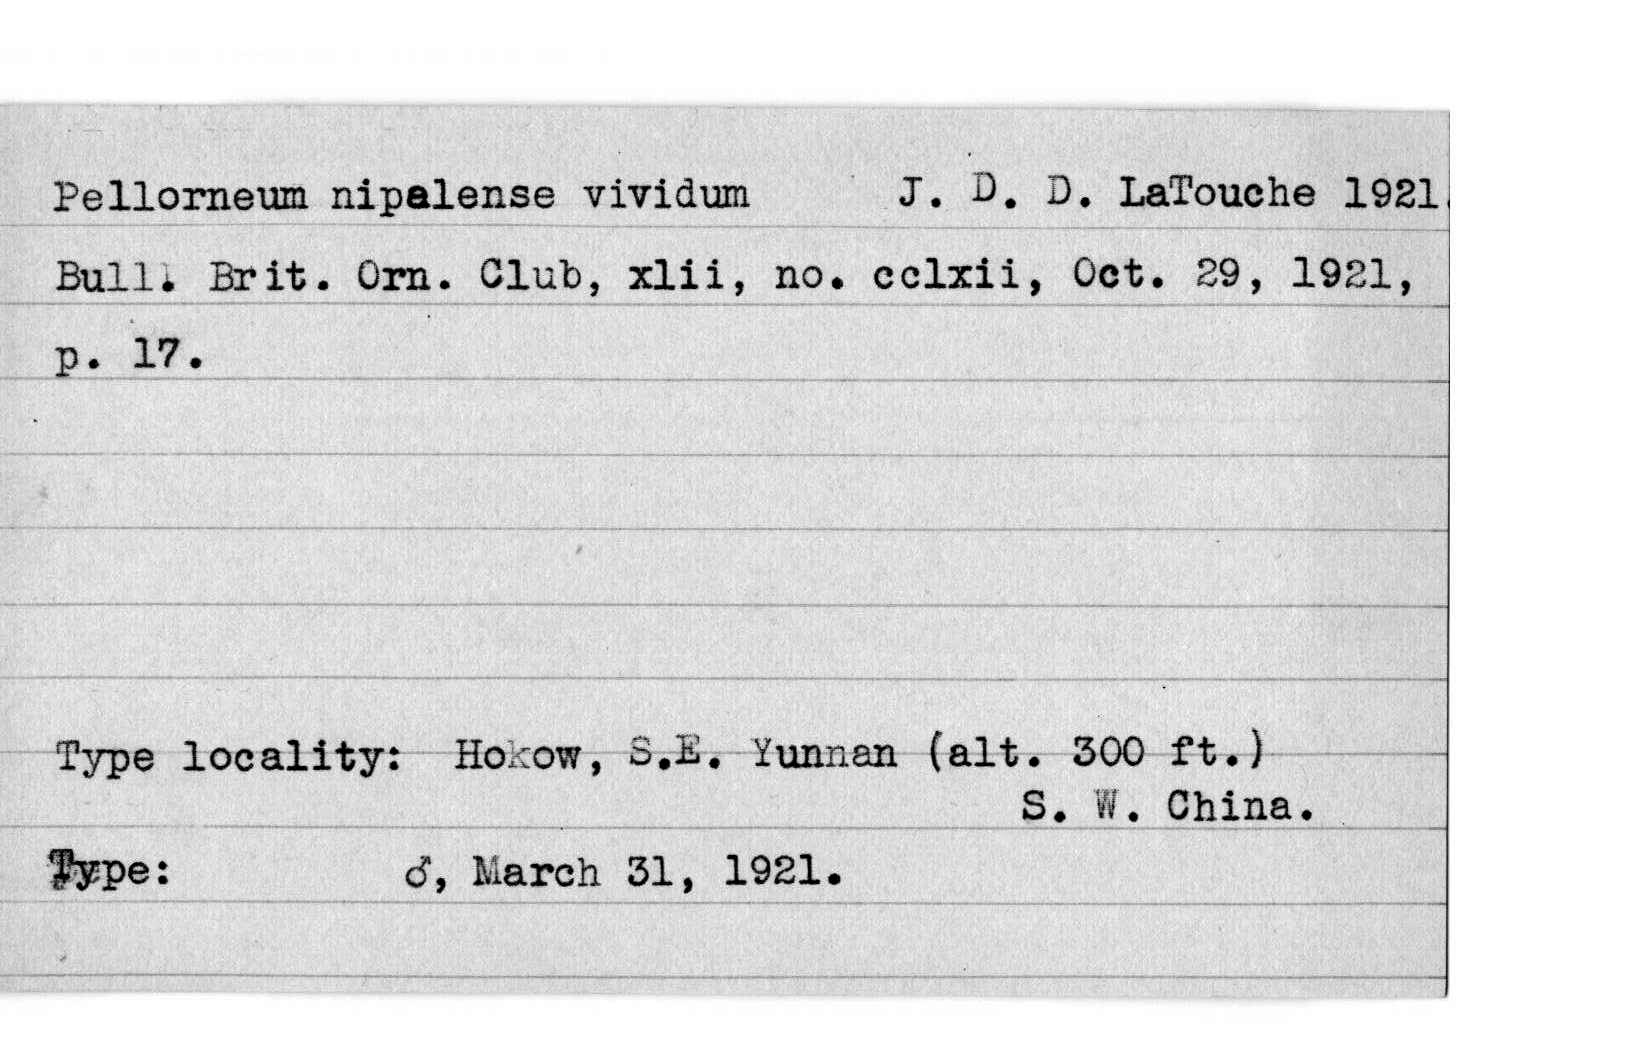 Pellorneum nipalense vividum J. D. D. LaTouche 1921.
Bull. Brit. Orn. Club, xlii, no. cclxii, Oct. 29, 1921,
p. 17.
Type locality: Hokow, S.E. Yunnan (alt. 300 ft.)
S. W. China.
Type: ♂, March 31, 1921.